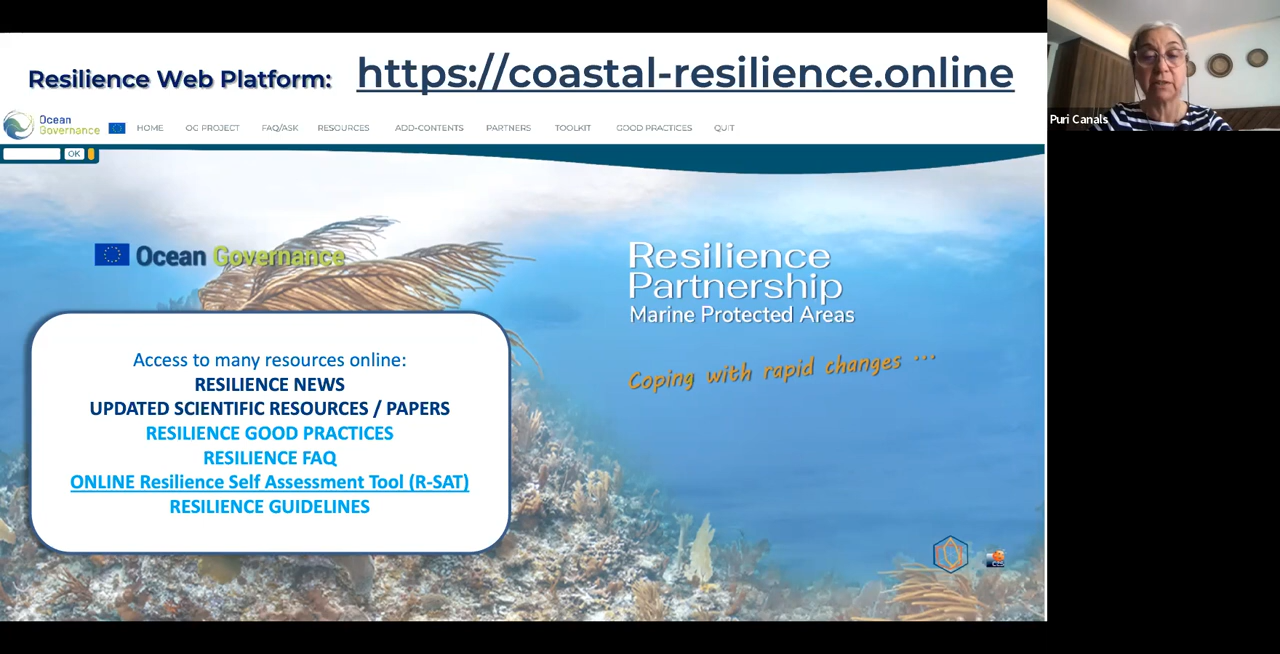 Resilience Web Platform: https://coastal-resilience.online
Ocean
Governance
HOME OG PROJECT FAQ/ASK RESOURCES ADD-CONTENTS PARTNERS TOOLKIT GOOD PRACTICES QUIT
OK
Puri Canals
Ocean Governance
Resilience
Partnership
Marine Protected Areas
Coping with rapid changes ...
Access to many resources online:
RESILIENCE NEWS
UPDATED SCIENTIFIC RESOURCES / PAPERS
RESILIENCE GOOD PRACTICES
RESILIENCE FAQ
ONLINE Resilience Self Assessment Tool (R-SAT)
RESILIENCE GUIDELINES